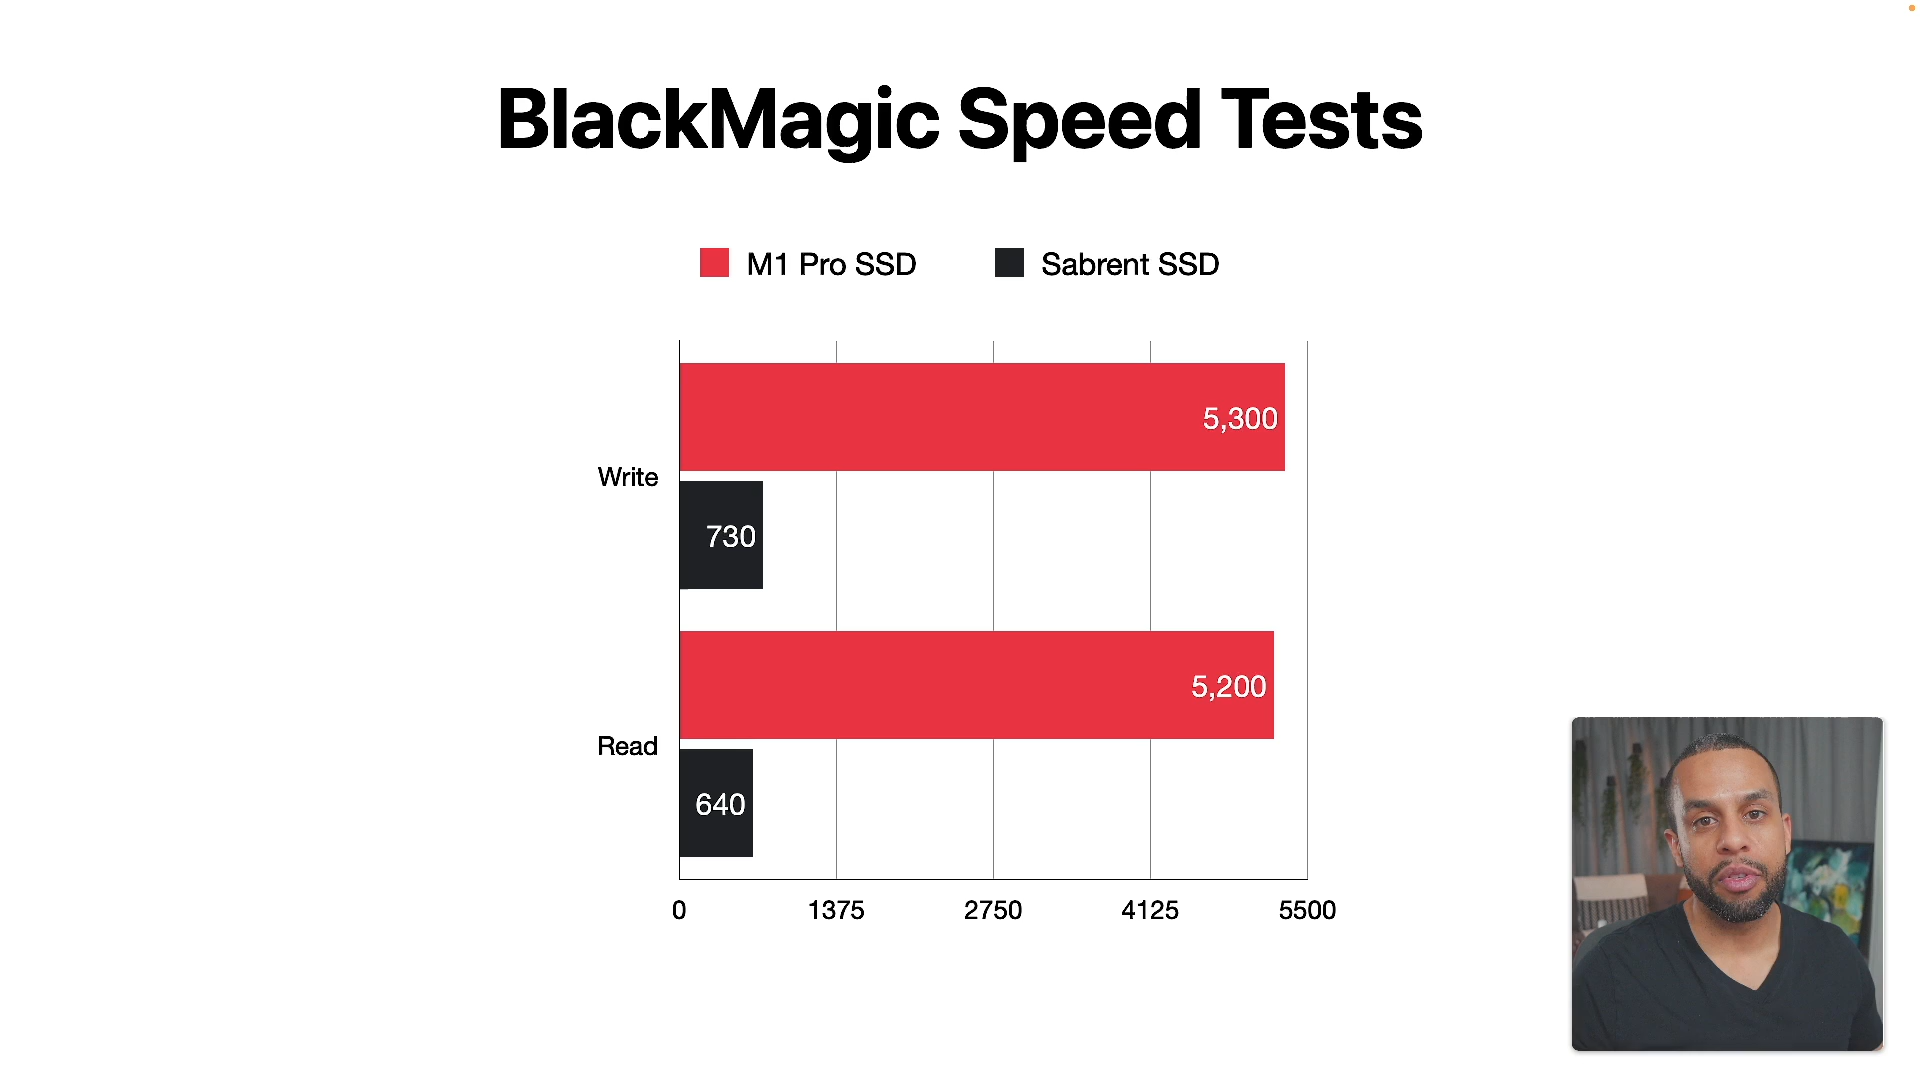 BlackMagic Speed Tests
M1 Pro SSD
Sabrent SSD
5,300
Write
730
5,200
Read
640
0 1375 2750 4125 5500